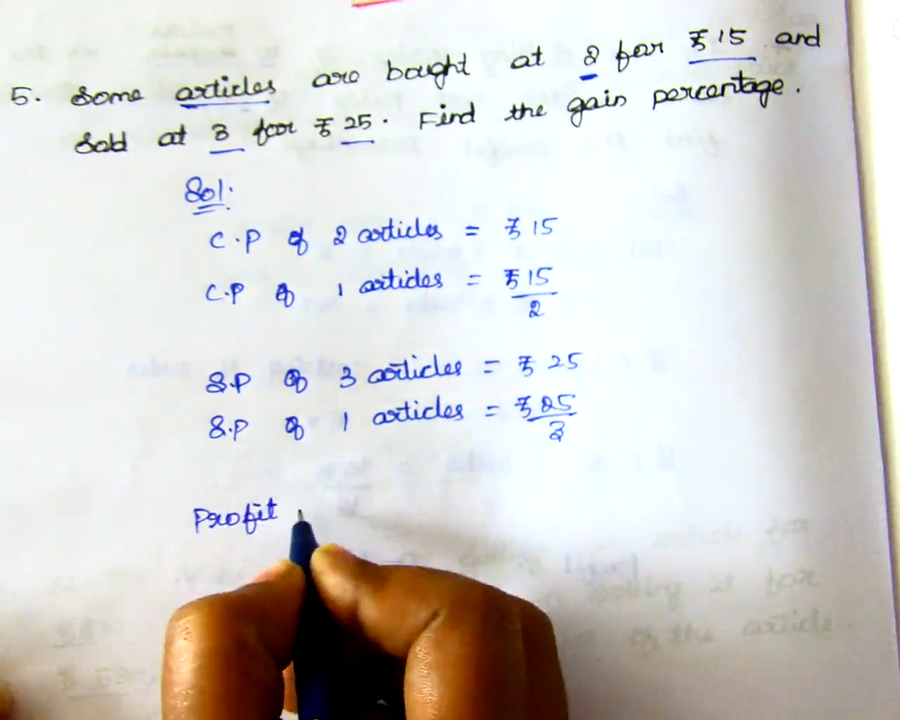 5. Some articles are bought at 2 for ₹ 15 and
Sold at 3 for ₹ 25. Find the gain percentage.
Sol:
C.P of 2 articles = ₹ 15
C.P of 1 articles = ₹ 15
2
S.P of 3 articles = ₹ 25
S.P of 1 articles = ₹ 25
3
Profit